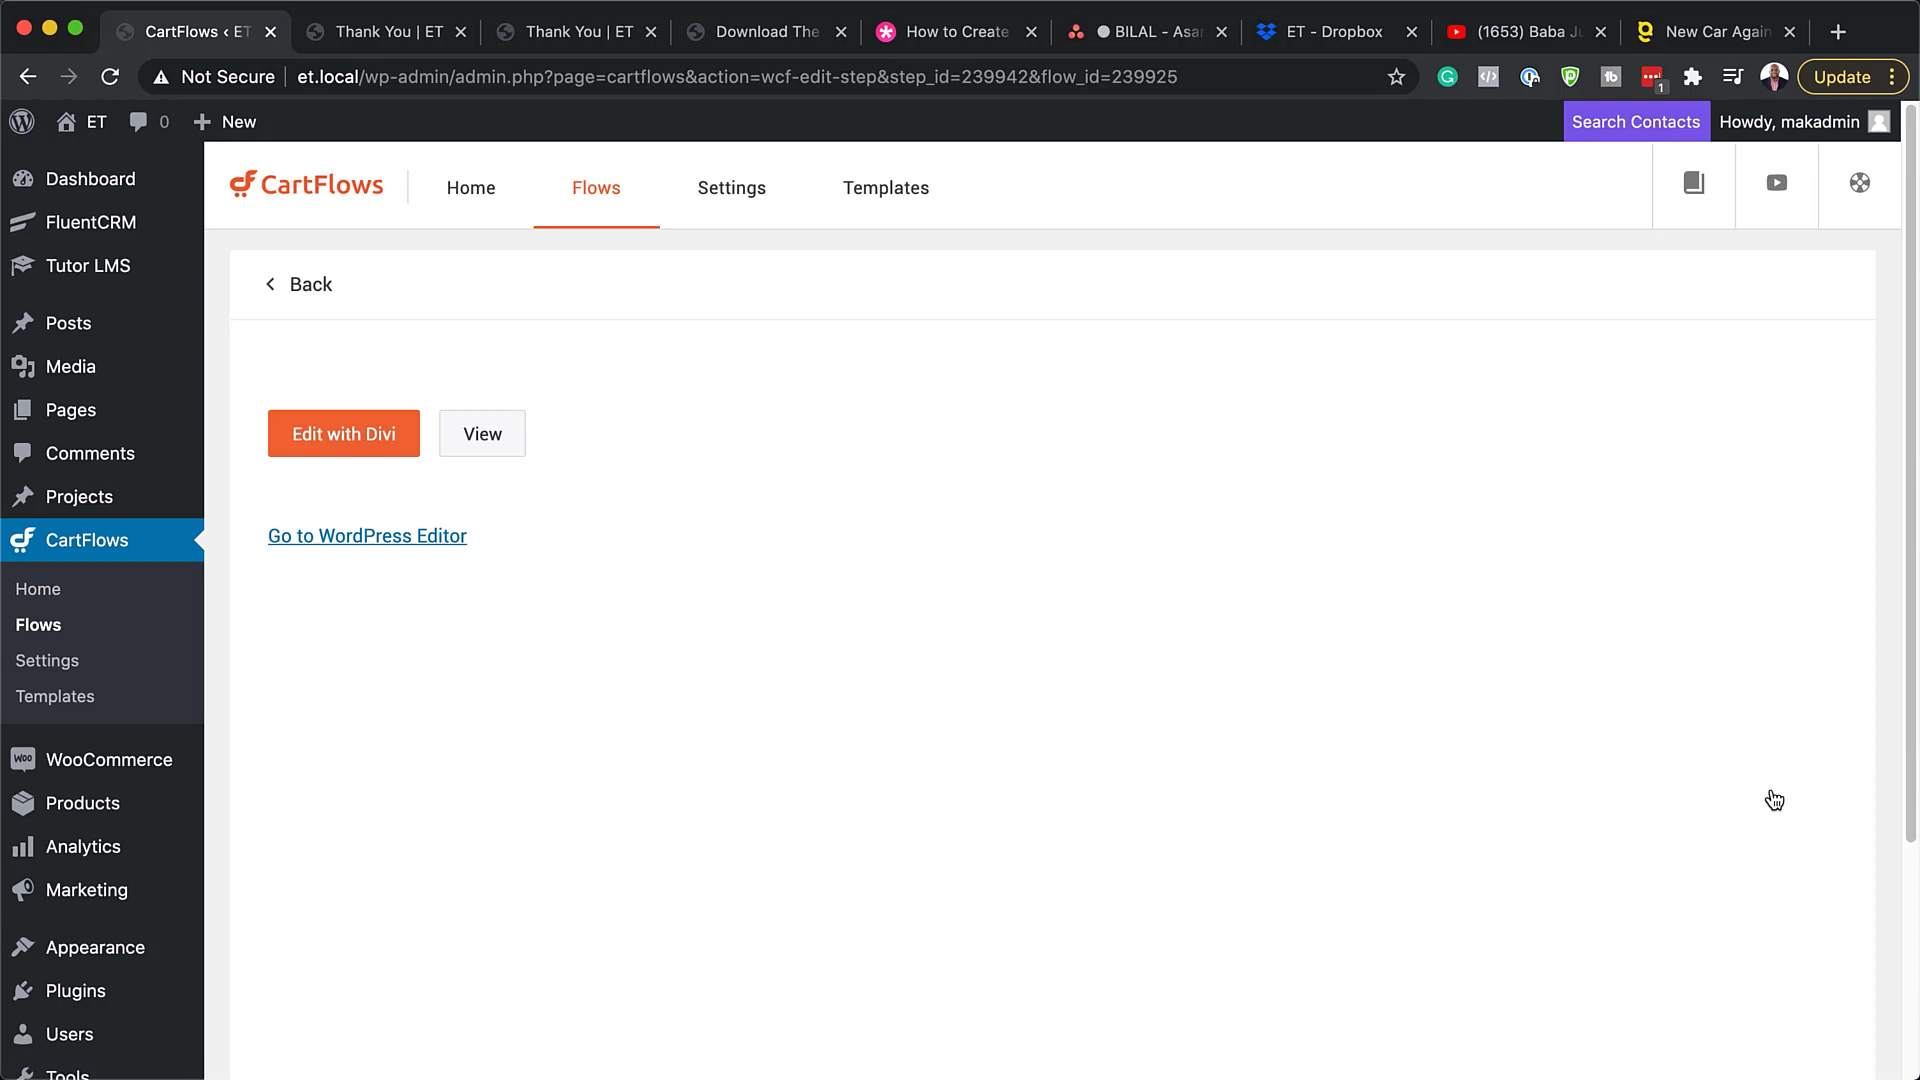 CartFlows ‹ ET
Thank You | ET
Thank You | ET
Download The
How to Create
BILAL - Asan
ET - Dropbox
(1653) Baba Ju
New Car Again
Not Secure
et.local/wp-admin/admin.php?page=cartflows&action=wcf-edit-step&step_id=239942&flow_id=239925
1
Update
ET
0
New
Search Contacts
Howdy, makadmin
Dashboard
FluentCRM
Tutor LMS
Posts
Media
Pages
Comments
Projects
CartFlows
Home
Flows
Settings
Templates
WooCommerce
Products
Analytics
Marketing
Appearance
Plugins
Users
Tools
CartFlows
Home
Flows
Settings
Templates
Back
Edit with Divi
View
Go to WordPress Editor